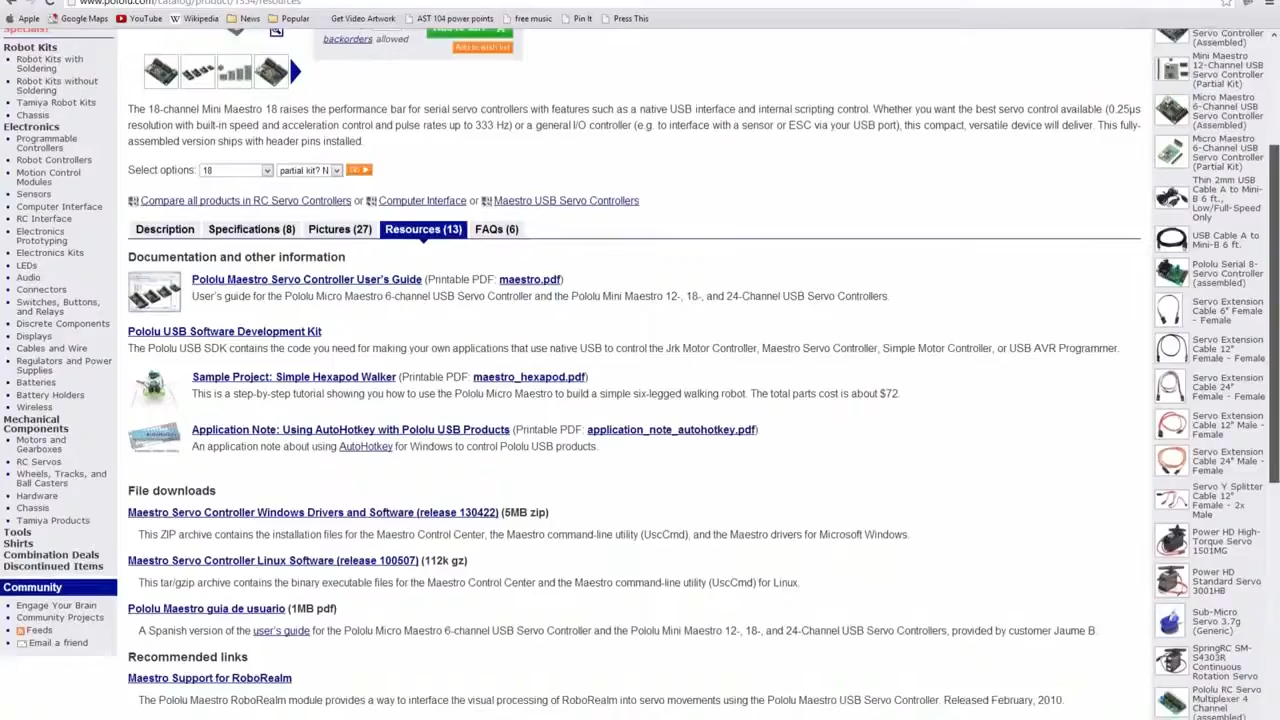 www.pololu.com/catalog/product/1354/resources
Apple
Google Maps
YouTube
Wikipedia
News
Popular
Get Video Artwork
AST 104 power points
free music
Pin It
Press This
Specials!
Robot Kits
Robot Kits with
Soldering
Robot Kits without
Soldering
Tamiya Robot Kits
Chassis
Electronics
Programmable
Controllers
Robot Controllers
Motion Control
Modules
Sensors
Computer Interface
RC Interface
Electronics
Prototyping
Electronics Kits
LEDs
Audio
Connectors
Switches, Buttons,
and Relays
Discrete Components
Displays
Cables and Wire
Regulators and Power
Supplies
Batteries
Battery Holders
Wireless
Mechanical
Components
Motors and
Gearboxes
RC Servos
Wheels, Tracks, and
Ball Casters
Hardware
Chassis
Tamiya Products
Tools
Shirts
Combination Deals
Discontinued Items
Community
Engage Your Brain
Community Projects
Feeds
Email a friend
backorders allowed
Add to wish list
The 18-channel Mini Maestro 18 raises the performance bar for serial servo controllers with features such as a native USB interface and internal scripting control. Whether you want the best servo control available (0.25µs
resolution with built-in speed and acceleration control and pulse rates up to 333 Hz) or a general I/O controller (e.g. to interface with a sensor or ESC via your USB port), this compact, versatile device will deliver. This fully-
assembled version ships with header pins installed.
Select options: 18 partial kit? N Go
Compare all products in RC Servo Controllers or Computer Interface or Maestro USB Servo Controllers
Description Specifications (8) Pictures (27) Resources (13) FAQs (6)
Documentation and other information
Pololu Maestro Servo Controller User's Guide (Printable PDF: maestro.pdf)
User's guide for the Pololu Micro Maestro 6-channel USB Servo Controller and the Pololu Mini Maestro 12-, 18-, and 24-Channel USB Servo Controllers.
Pololu USB Software Development Kit
The Pololu USB SDK contains the code you need for making your own applications that use native USB to control the Jrk Motor Controller, Maestro Servo Controller, Simple Motor Controller, or USB AVR Programmer.
Sample Project: Simple Hexapod Walker (Printable PDF: maestro_hexapod.pdf)
This is a step-by-step tutorial showing you how to use the Pololu Micro Maestro to build a simple six-legged walking robot. The total parts cost is about $72.
Application Note: Using AutoHotkey with Pololu USB Products (Printable PDF: application_note_autohotkey.pdf)
An application note about using AutoHotkey for Windows to control Pololu USB products.
File downloads
Maestro Servo Controller Windows Drivers and Software (release 130422) (5MB zip)
This ZIP archive contains the installation files for the Maestro Control Center, the Maestro command-line utility (UscCmd), and the Maestro drivers for Microsoft Windows.
Maestro Servo Controller Linux Software (release 100507) (112k gz)
This tar/gzip archive contains the binary executable files for the Maestro Control Center and the Maestro command-line utility (UscCmd) for Linux.
Pololu Maestro guia de usuario (1MB pdf)
A Spanish version of the user's guide for the Pololu Micro Maestro 6-channel USB Servo Controller and the Pololu Mini Maestro 12-, 18-, and 24-Channel USB Servo Controllers, provided by customer Jaume B.
Recommended links
Maestro Support for RoboRealm
The Pololu Maestro RoboRealm module provides a way to interface the visual processing of RoboRealm into servo movements using the Pololu Maestro USB Servo Controller. Released February, 2010.
Servo Controller
(Assembled)
Mini Maestro
12-Channel USB
Servo Controller
(Partial Kit)
Micro Maestro
6-Channel USB
Servo Controller
(Assembled)
Micro Maestro
6-Channel USB
Servo Controller
(Partial Kit)
Thin 2mm USB
Cable A to Mini-
B 6 ft.,
Low/Full-Speed
Only
USB Cable A to
Mini-B 6 ft.
Pololu Serial 8-
Servo Controller
(assembled)
Servo Extension
Cable 6" Female
- Female
Servo Extension
Cable 12"
Female - Female
Servo Extension
Cable 24"
Female - Female
Servo Extension
Cable 12" Male -
Female
Servo Extension
Cable 24" Male -
Female
Servo Y Splitter
Cable 12"
Female - 2x
Male
Power HD High-
Torque Servo
1501MG
Power HD
Standard Servo
3001HB
Sub-Micro
Servo 3.7g
(Generic)
SpringRC SM-
S4303R
Continuous
Rotation Servo
Pololu RC Servo
Multiplexer 4
Channel
(assembled)